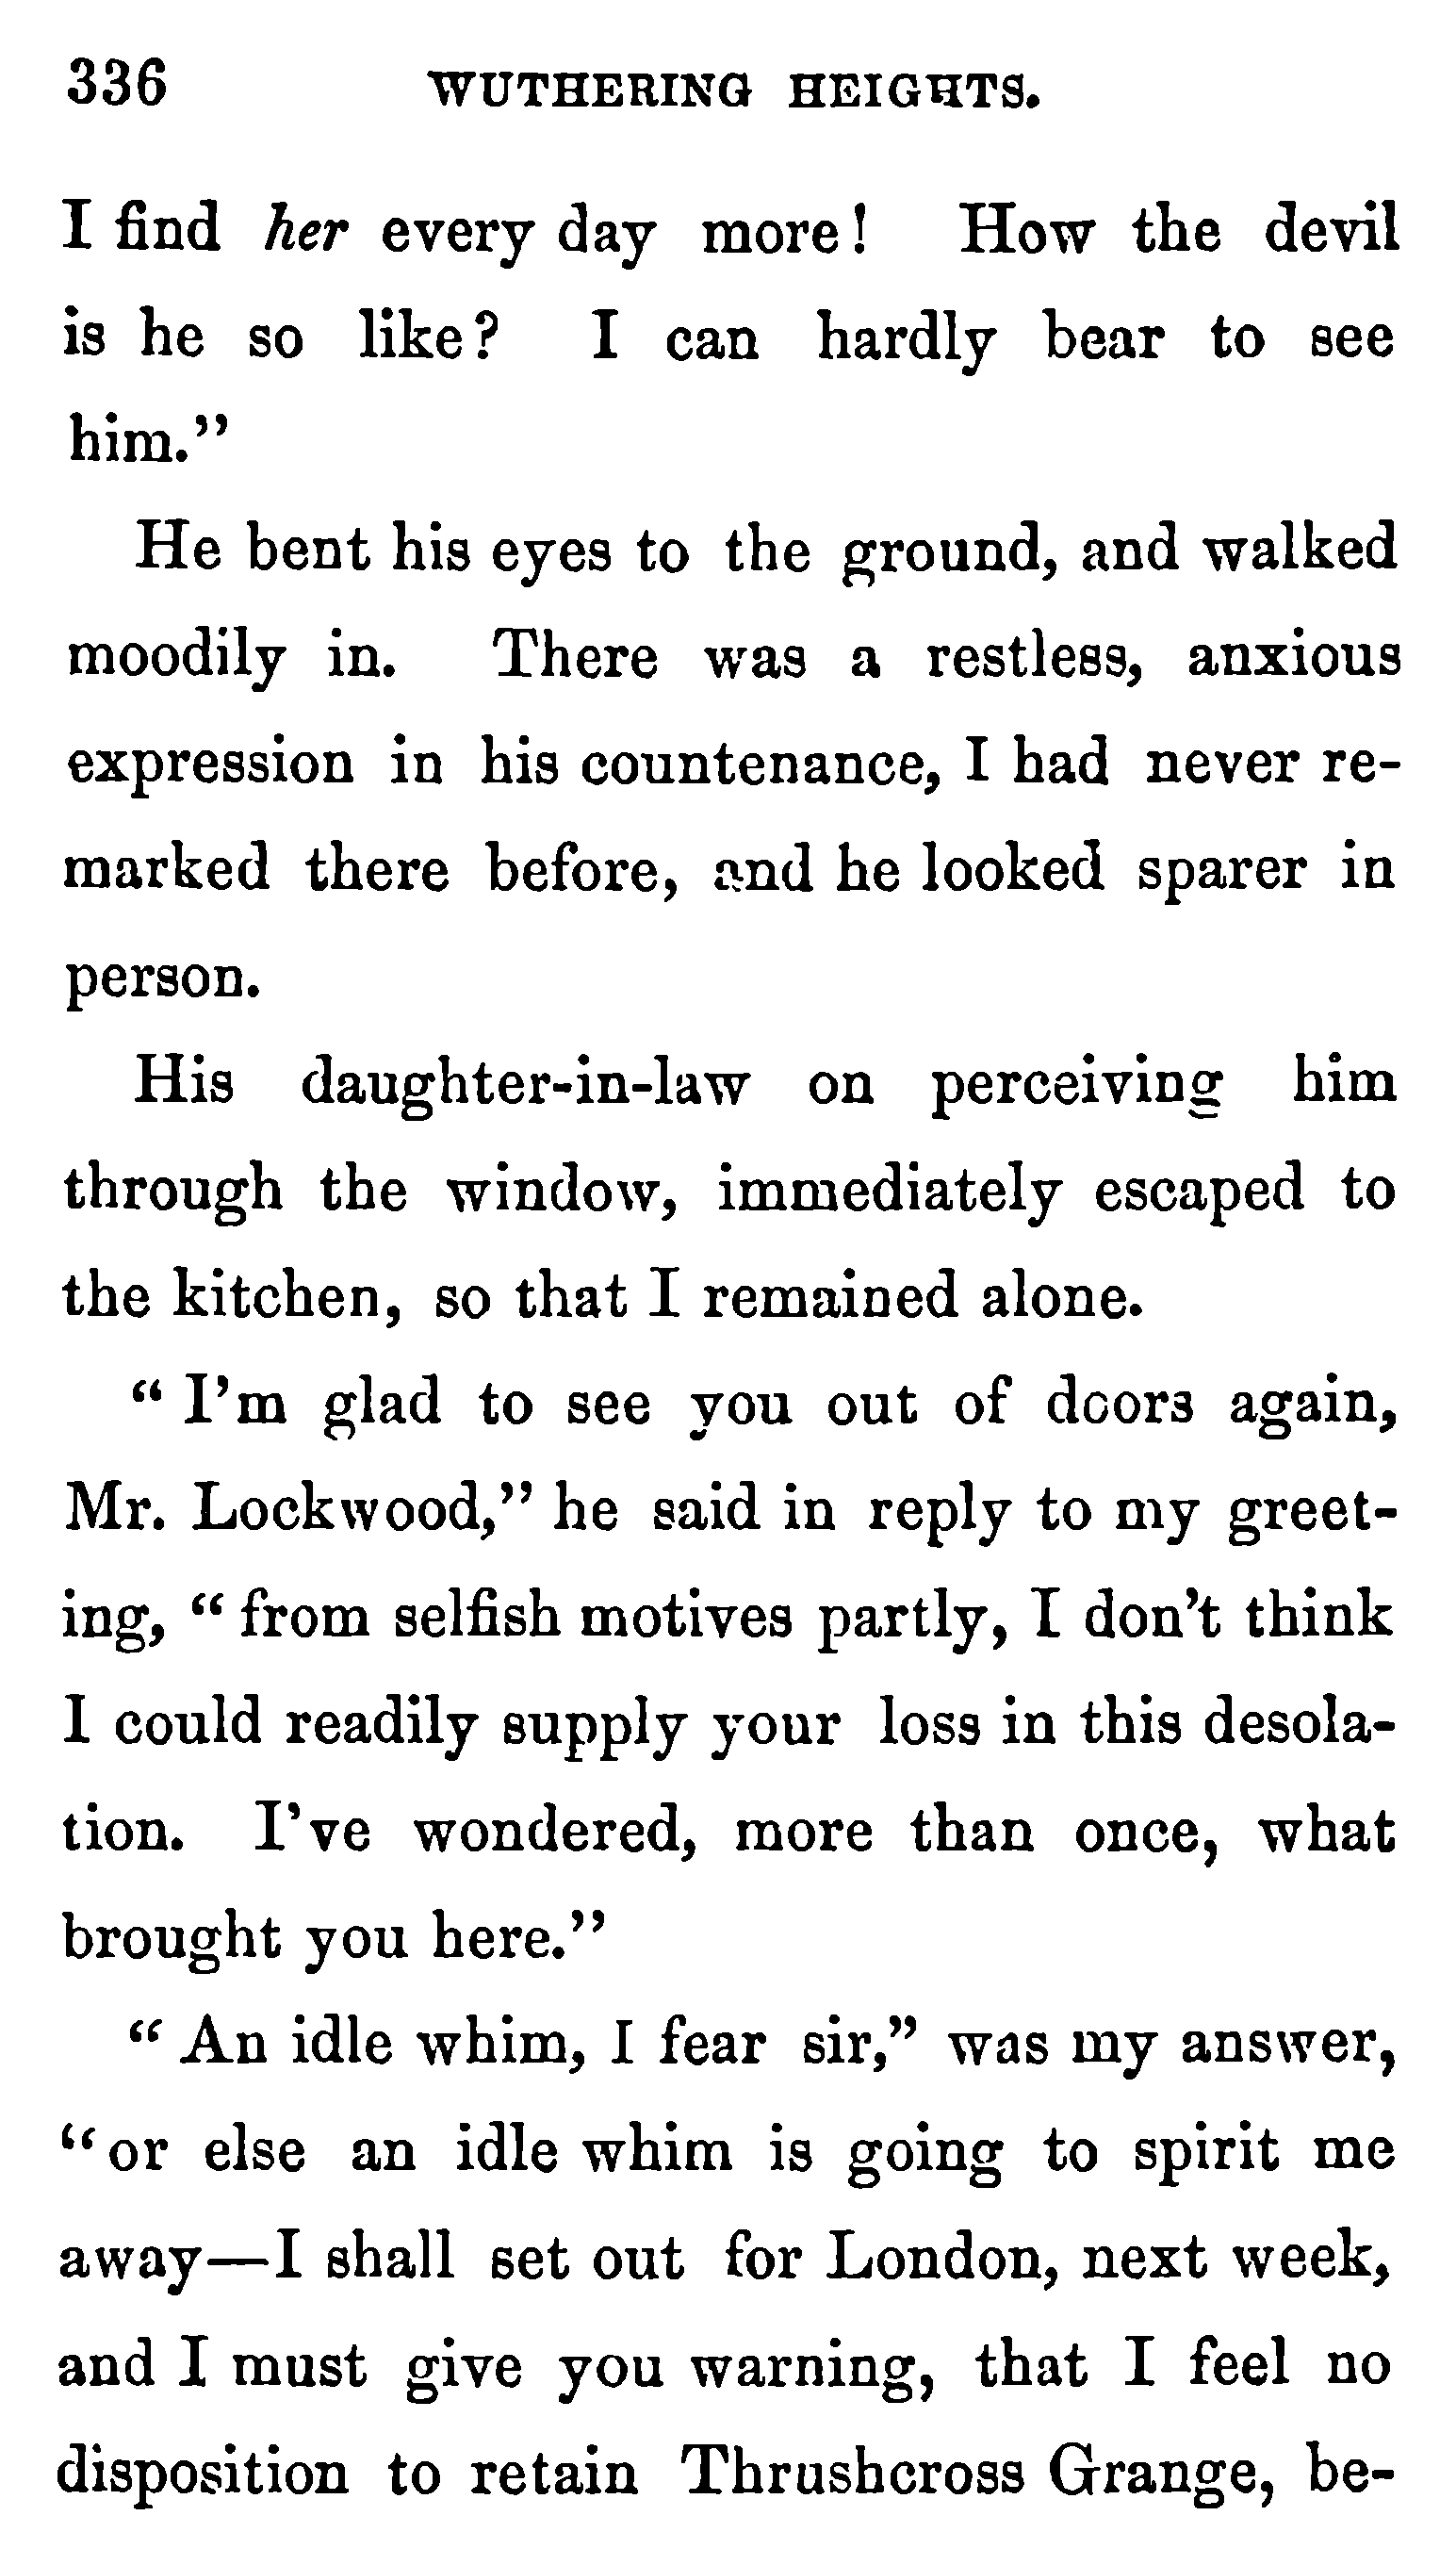 336 WUTHERING HEIGHTS.
I find her every day more! How the devil
is he so like? I can hardly bear to see
him.”
He bent his eyes to the ground, and walked
moodily in. There was a restless, anxious
expression in his countenance, I had never re-
marked there before, and he looked sparer in
person.
His daughter-in-law on perceiving him
through the window, immediately escaped to
the kitchen, so that I remained alone.
“I’m glad to see you out of doors again,
Mr. Lockwood,” he said in reply to my greet-
ing, “from selfish motives partly, I don’t think
I could readily supply your loss in this desola-
tion. I’ve wondered, more than once, what
brought you here.”
“An idle whim, I fear sir,” was my answer,
“or else an idle whim is going to spirit me
away—I shall set out for London, next week,
and I must give you warning, that I feel no
disposition to retain Thrushcross Grange, be-